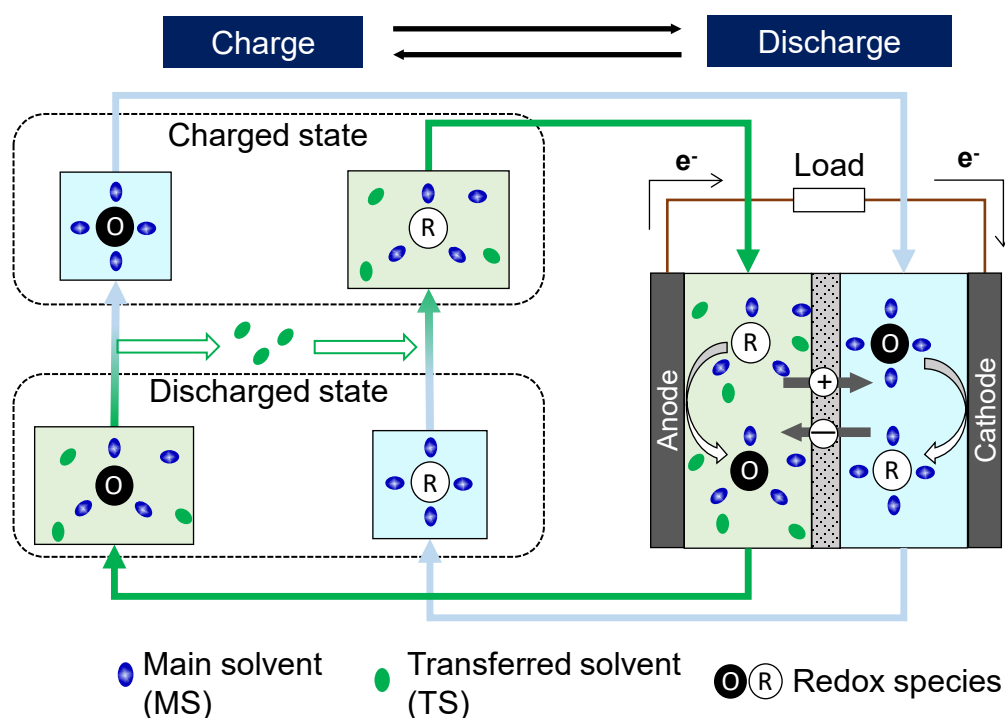 Charge
Discharge
Charged state
O
R
e-
Load
e-
Discharged state
O
R
Anode
R
O
+
−
O
R
Cathode
Main solvent
(MS)
Transferred solvent
(TS)
O R Redox species